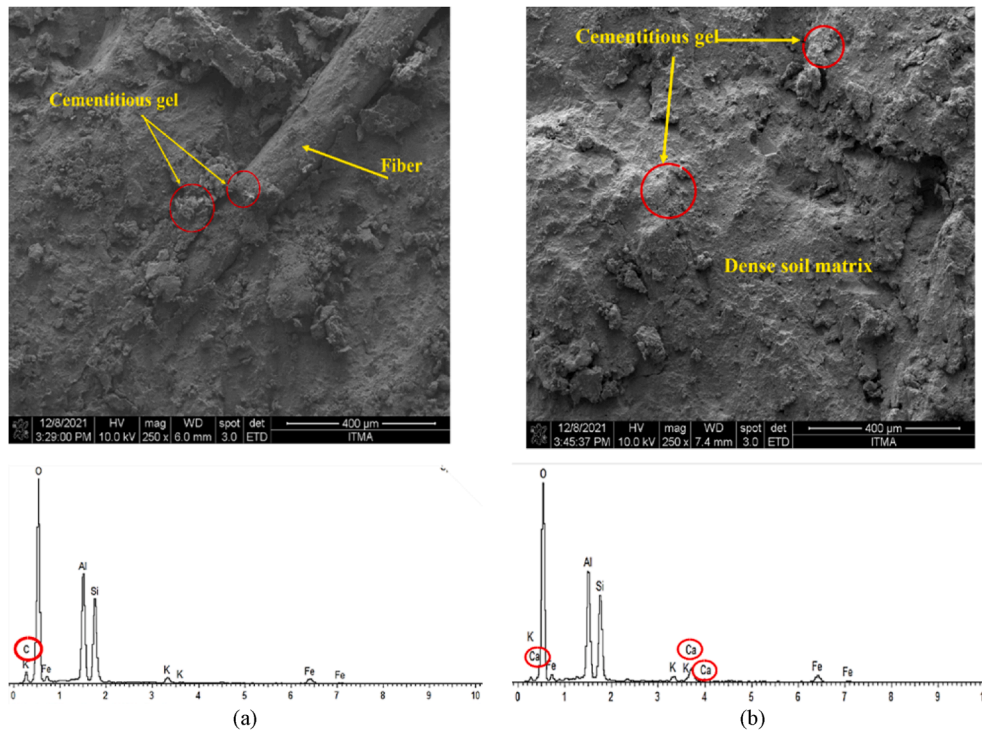 Cementitious gel
Fiber
12/8/2021 HV mag WD spot det 400 µm
3:29:00 PM 10.0 kV 250 x 6.0 mm 3.0 ETD ITMA
Cementitious gel
Dense soil matrix
12/8/2021 HV mag WD spot det 400 µm
3:45:37 PM 10.0 kV 250 x 7.4 mm 3.0 ETD ITMA
O
Al
Si
C
K Fe K K Fe Fe
0 1 2 3 4 5 6 7 8 9 10
(a)
O
Al
Si
K Ca
Ca Fe K K Ca Fe Fe
0 1 2 3 4 5 6 7 8 9
(b)